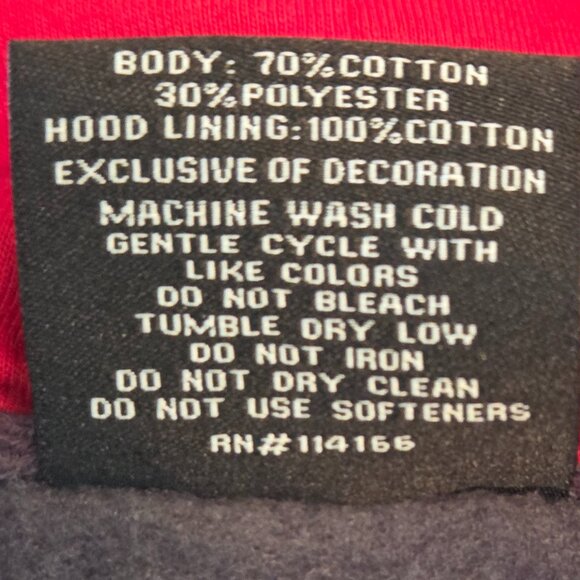 BODY: 70%COTTON
30%POLYESTER
HOOD LINING:100%COTTON
EXCLUSIVE OF DECORATION
MACHINE WASH COLD
GENTLE CYCLE WITH
LIKE COLORS
DO NOT BLEACH
TUMBLE DRY LOW
DO NOT IRON
DO NOT DRY CLEAN
DO NOT USE SOFTENERS
RN#114166